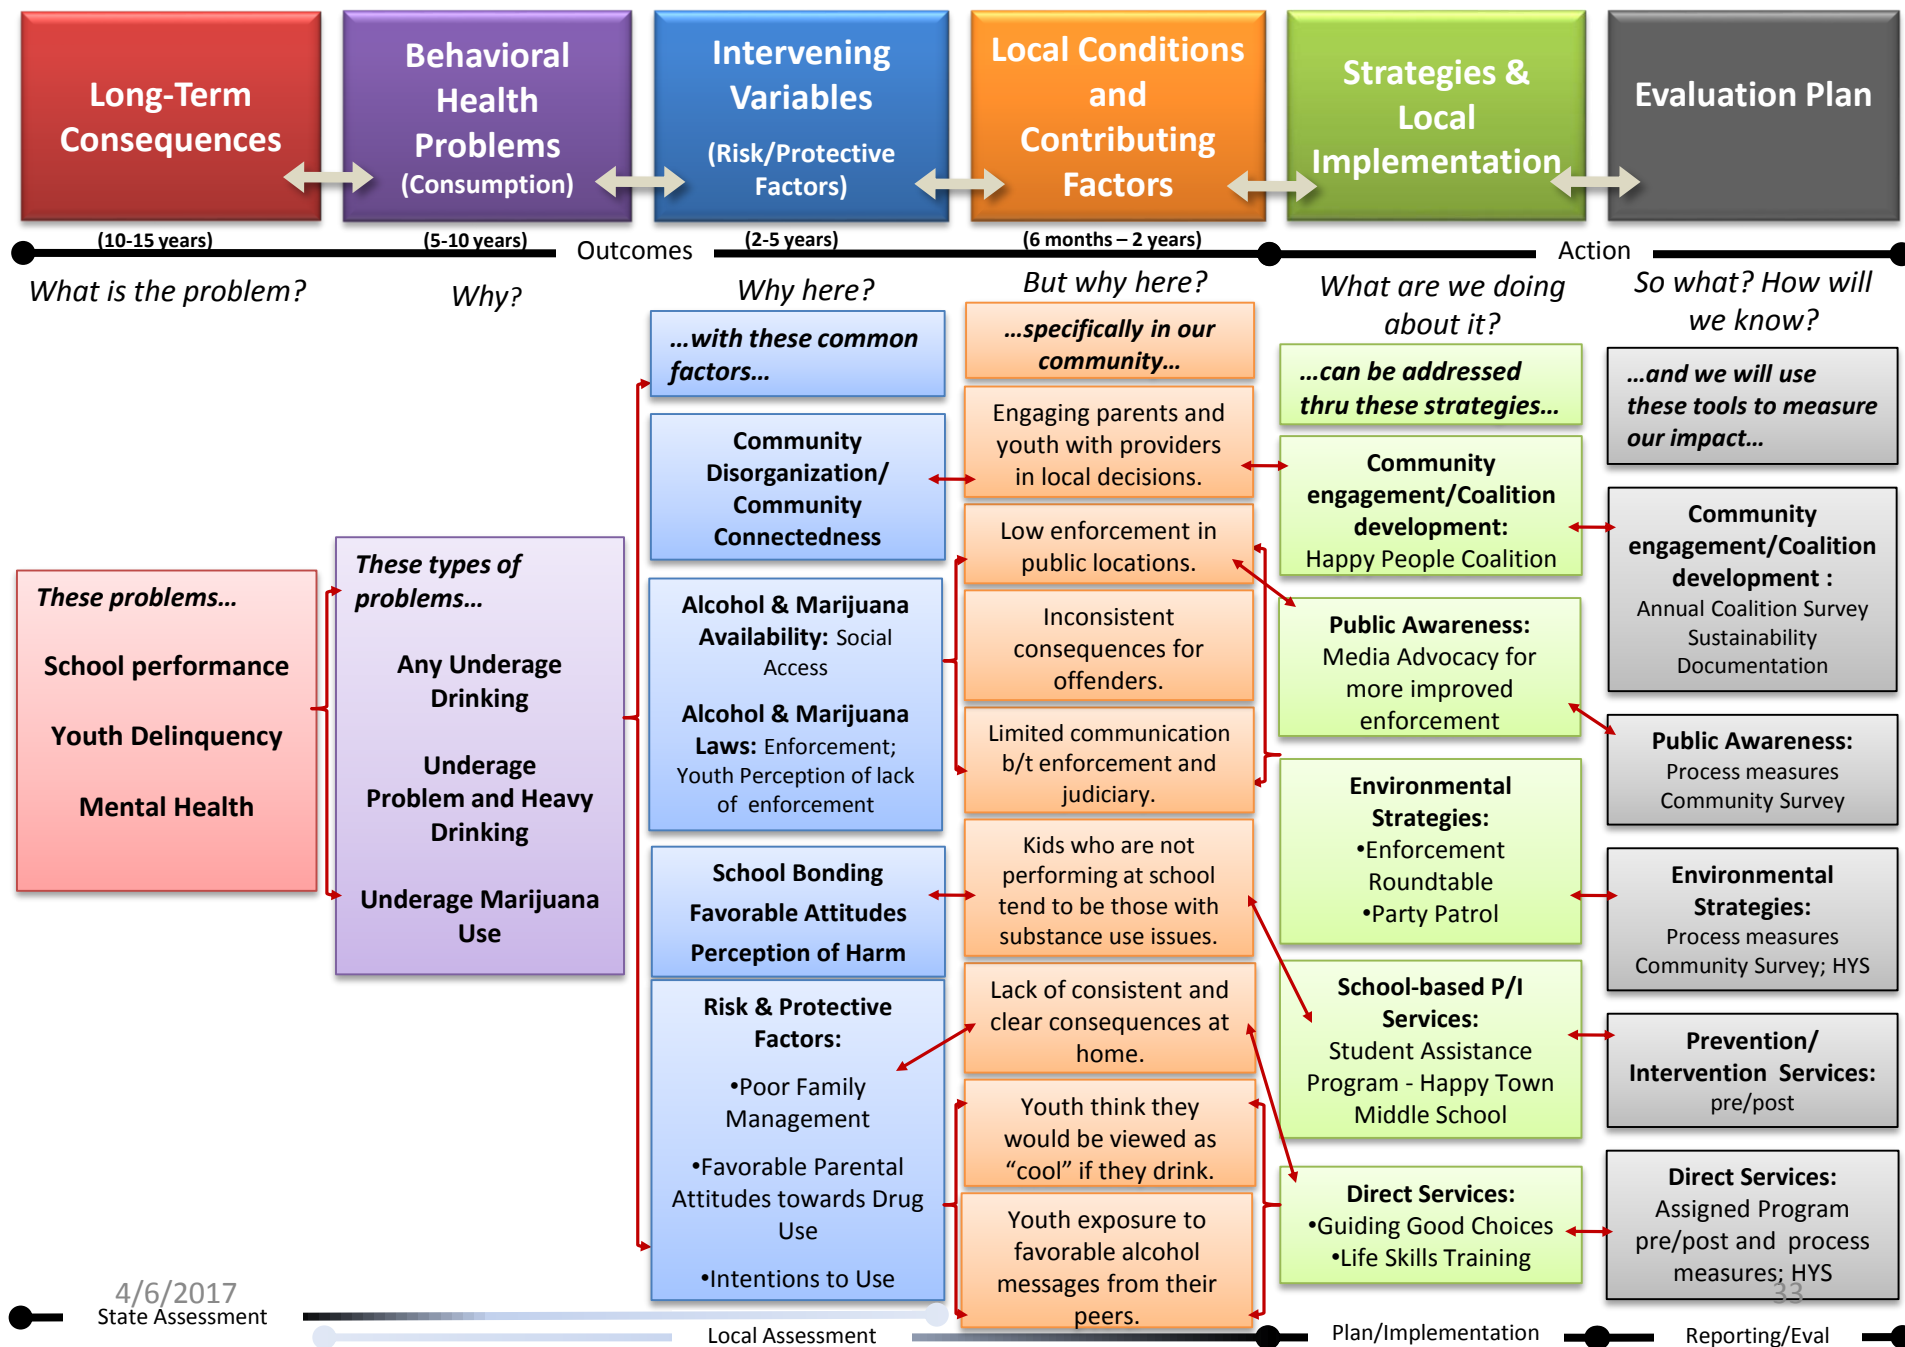 Long-Term
Consequences
Behavioral
Health
Problems
(Consumption)
Intervening
Variables
(Risk/Protective
Factors)
Local Conditions
and
Contributing
Factors
Strategies &
Local
Implementation
Evaluation Plan
(10-15 years)
(5-10 years)
Outcomes
(2-5 years)
(6 months – 2 years)
Action
What is the problem?
Why?
Why here?
But why here?
What are we doing
about it?
So what? How will
we know?
These problems…
School performance
Youth Delinquency
Mental Health
These types of
problems…
Any Underage
Drinking
Underage
Problem and Heavy
Drinking
Underage Marijuana
Use
…with these common
factors…
Community
Disorganization/
Community
Connectedness
Alcohol & Marijuana
Availability: Social
Access
Alcohol & Marijuana
Laws: Enforcement;
Youth Perception of lack
of enforcement
School Bonding
Favorable Attitudes
Perception of Harm
Risk & Protective
Factors:
•Poor Family
Management
•Favorable Parental
Attitudes towards Drug
Use
•Intentions to Use
…specifically in our
community…
Engaging parents and
youth with providers
in local decisions.
Low enforcement in
public locations.
Inconsistent
consequences for
offenders.
Limited communication
b/t enforcement and
judiciary.
Kids who are not
performing at school
tend to be those with
substance use issues.
Lack of consistent and
clear consequences at
home.
Youth think they
would be viewed as
“cool” if they drink.
Youth exposure to
favorable alcohol
messages from their
peers.
…can be addressed
thru these strategies…
Community
engagement/Coalition
development:
Happy People Coalition
Public Awareness:
Media Advocacy for
more improved
enforcement
Environmental
Strategies:
•Enforcement
Roundtable
•Party Patrol
School-based P/I
Services:
Student Assistance
Program - Happy Town
Middle School
Direct Services:
•Guiding Good Choices
•Life Skills Training
…and we will use
these tools to measure
our impact…
Community
engagement/Coalition
development :
Annual Coalition Survey
Sustainability
Documentation
Public Awareness:
Process measures
Community Survey
Environmental
Strategies:
Process measures
Community Survey; HYS
Prevention/
Intervention Services:
pre/post
Direct Services:
Assigned Program
pre/post and process
measures; HYS
4/6/2017
33
State Assessment
Local Assessment
Plan/Implementation
Reporting/Eval